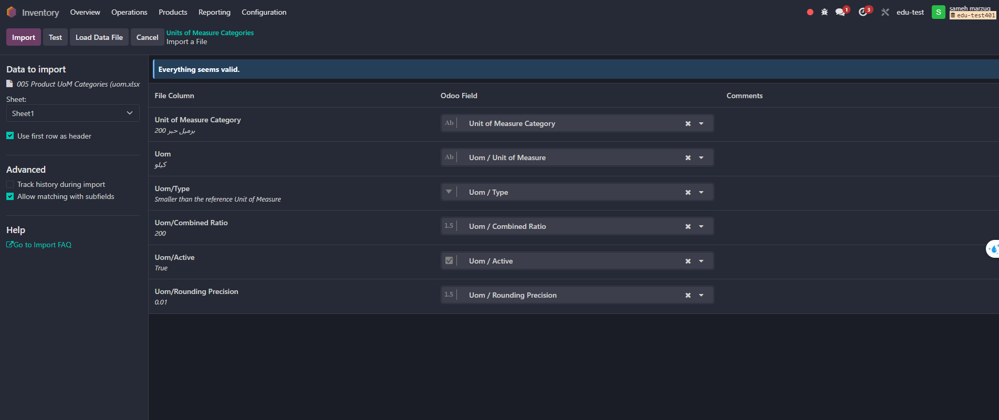 Inventory
Overview
Operations
Products
Reporting
Configuration
1
3
edu-test
S
sameh marzuq
edu-test401
Import
Test
Load Data File
Cancel
Units of Measure Categories
Import a File
Data to import
005 Product UoM Categories (uom.xlsx
Sheet:
Sheet1
Use first row as header
Advanced
Track history during import
Allow matching with subfields
Help
Go to Import FAQ
Everything seems valid.
File Column
Odoo Field
Comments
Unit of Measure Category
برميل حبر 200
Ab
Unit of Measure Category
Uom
كيلو
Ab
Uom / Unit of Measure
Uom/Type
Smaller than the reference Unit of Measure
Uom / Type
Uom/Combined Ratio
200
1.5
Uom / Combined Ratio
Uom/Active
True
Uom / Active
Uom/Rounding Precision
0.01
1.5
Uom / Rounding Precision